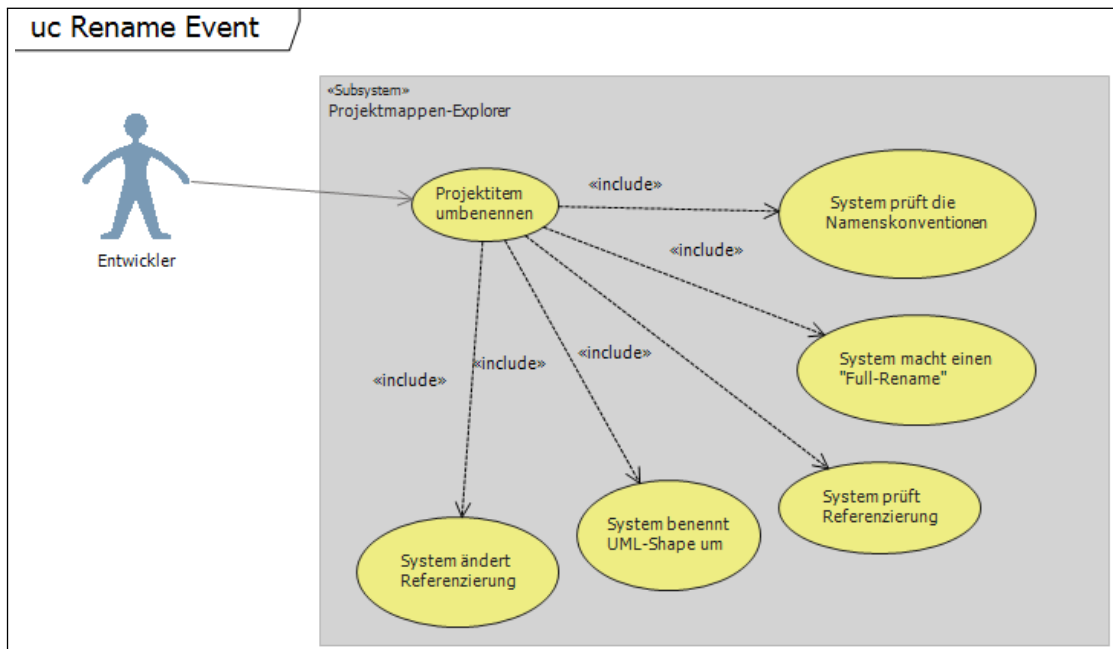 uc Rename Event
«Subsystem»
Projektmappen-Explorer
Entwickler
Projektitem
umbenennen
«include»
System prüft die
Namenskonventionen
«include»
System macht einen
"Full-Rename"
«include»
System prüft
Referenzierung
«include»
System benennt
UML-Shape um
«include»
System ändert
Referenzierung